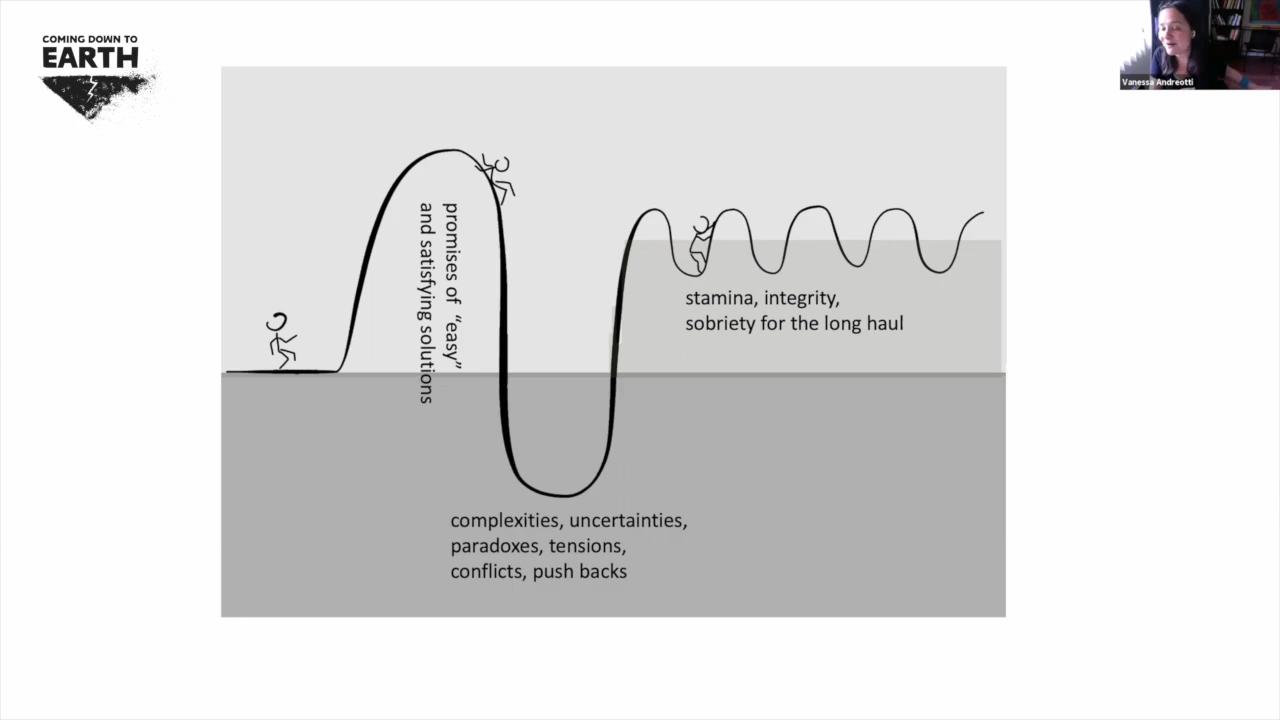 COMING DOWN TO
EARTH
Vanessa Andreotti
promises of "easy"
and satisfying solutions
stamina, integrity,
sobriety for the long haul
complexities, uncertainties,
paradoxes, tensions,
conflicts, push backs